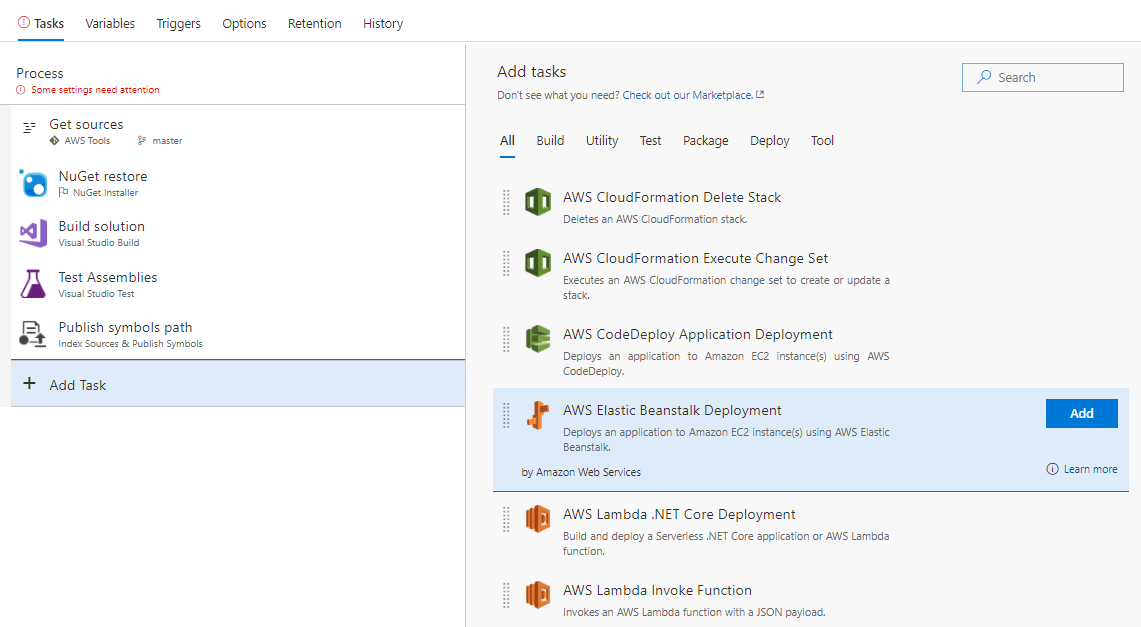 Tasks Variables Triggers Options Retention History
Process
Some settings need attention
Get sources
AWS Tools master
NuGet restore
NuGet Installer
Build solution
Visual Studio Build
Test Assemblies
Visual Studio Test
Publish symbols path
Index Sources & Publish Symbols
+ Add Task
Add tasks
Search
Don't see what you need? Check out our Marketplace.
All Build Utility Test Package Deploy Tool
AWS CloudFormation Delete Stack
Deletes an AWS CloudFormation stack.
AWS CloudFormation Execute Change Set
Executes an AWS CloudFormation change set to create or update a
stack.
AWS CodeDeploy Application Deployment
Deploys an application to Amazon EC2 instance(s) using AWS
CodeDeploy.
AWS Elastic Beanstalk Deployment
Add
Deploys an application to Amazon EC2 instance(s) using AWS Elastic
Beanstalk.
by Amazon Web Services
Learn more
AWS Lambda .NET Core Deployment
Build and deploy a Serverless .NET Core application or AWS Lambda
function.
AWS Lambda Invoke Function
Invokes an AWS Lambda function with a JSON payload.